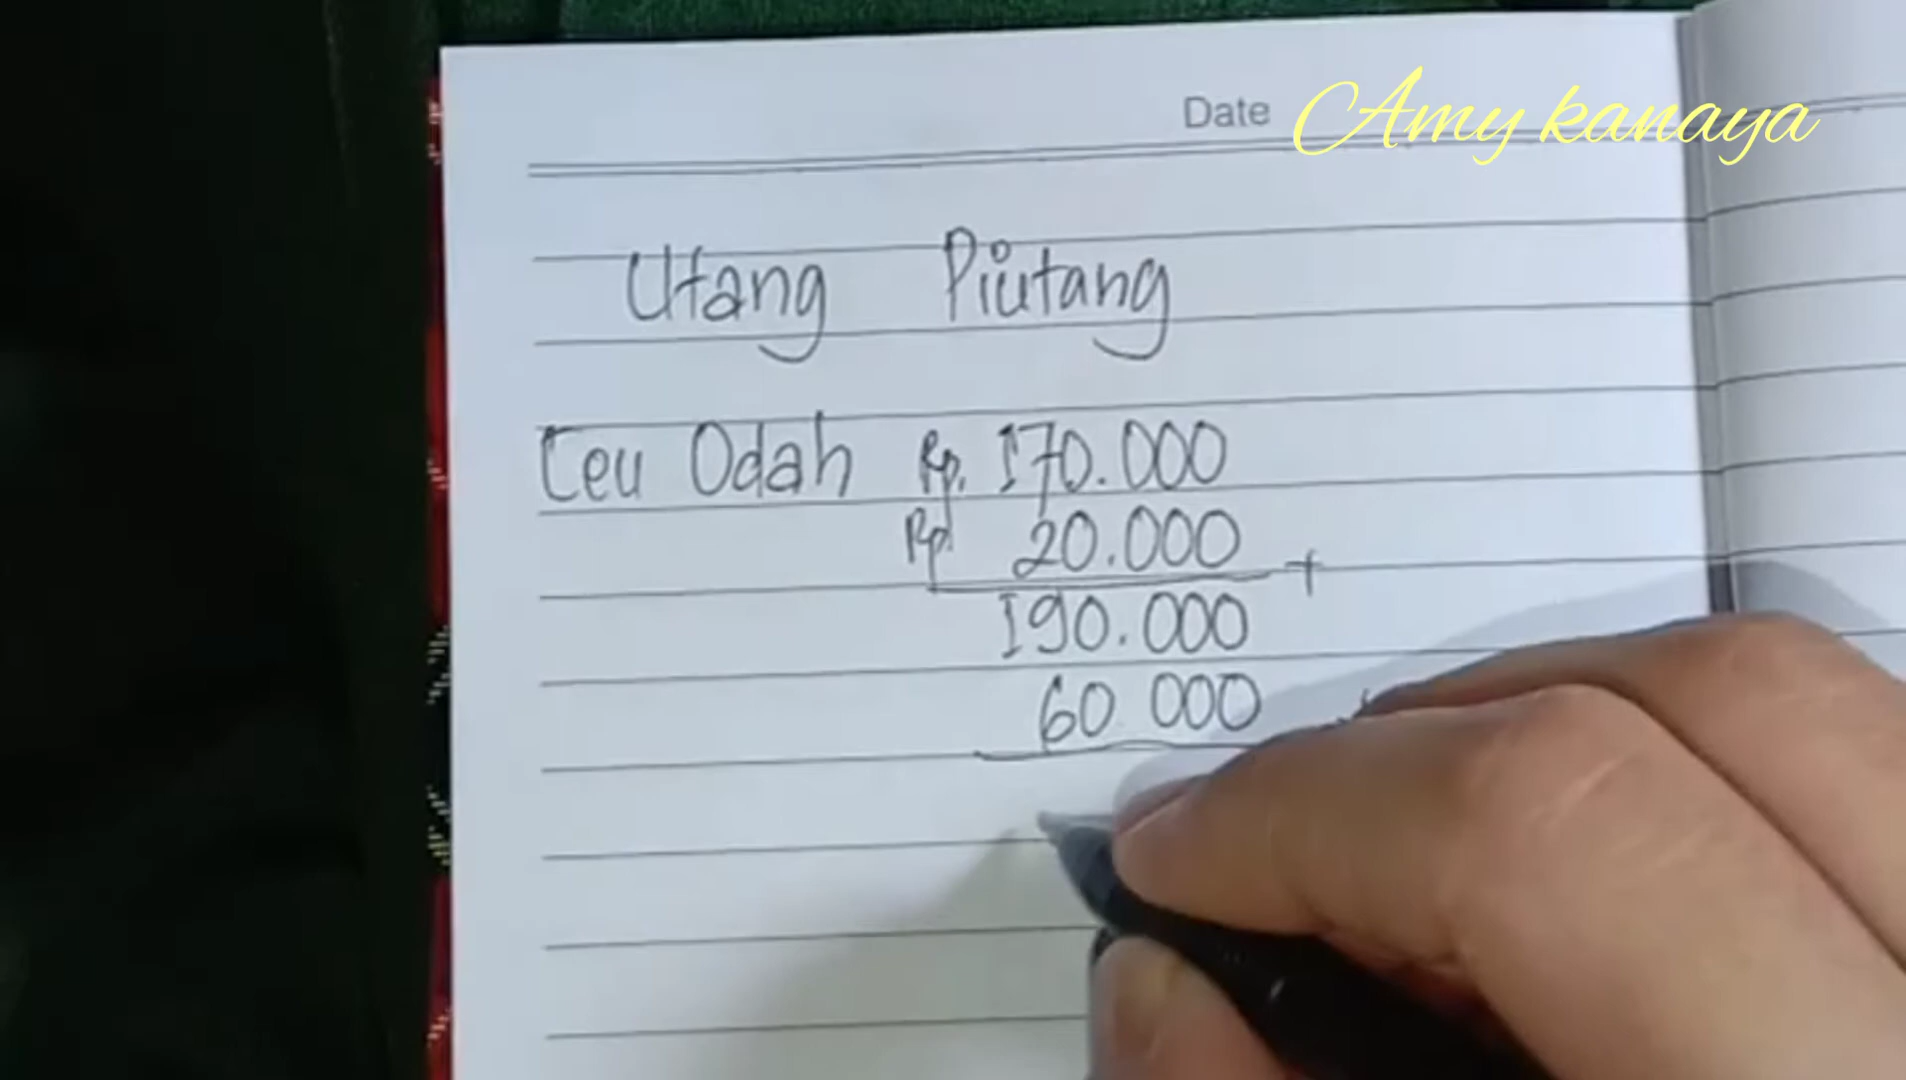 Date Amy kanaya
Utang Piutang
Ceu Odah Rp. 170.000
Rp 20.000 +
190.000
60.000